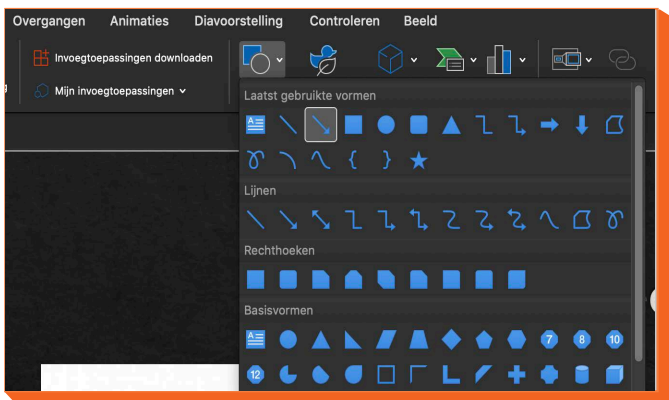 Overgangen Animaties Diavoorstelling Controleren Beeld
Invoegtoepassingen downloaden
Mijn invoegtoepassingen
Laatst gebruikte vormen
A
Lijnen
Rechthoeken
Basisvormen
A 7 8 10
12